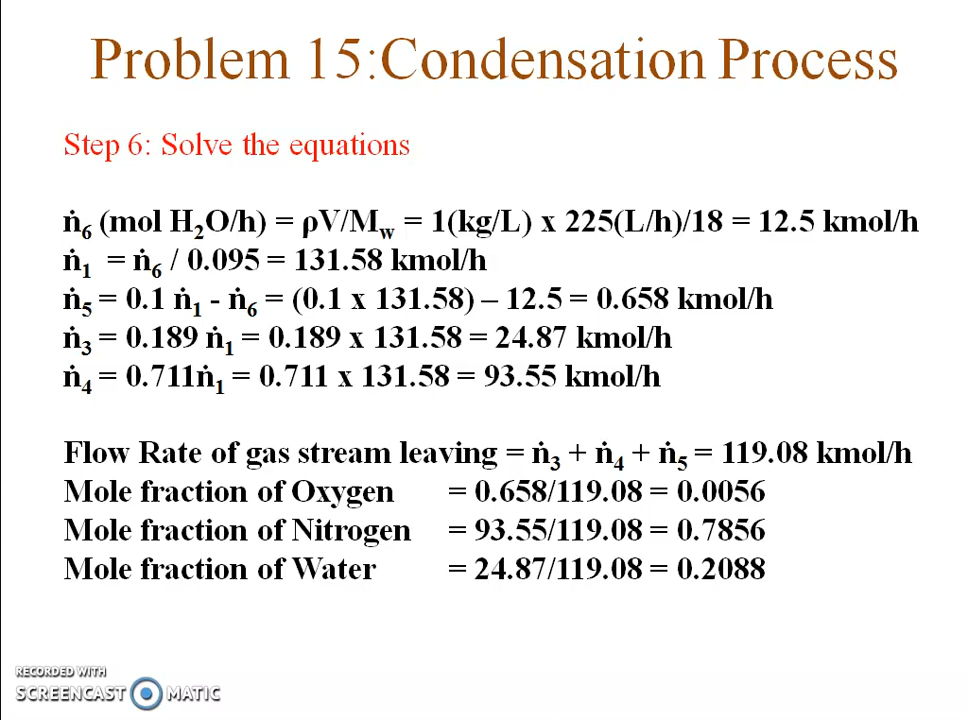 Problem 15:Condensation Process
Step 6: Solve the equations
ṅ₆ (mol H₂O/h) = ρV/M_w = 1(kg/L) x 225(L/h)/18 = 12.5 kmol/h
ṅ₁ = ṅ₆ / 0.095 = 131.58 kmol/h
ṅ₅ = 0.1 ṅ₁ - ṅ₆ = (0.1 x 131.58) – 12.5 = 0.658 kmol/h
ṅ₃ = 0.189 ṅ₁ = 0.189 x 131.58 = 24.87 kmol/h
ṅ₄ = 0.711ṅ₁ = 0.711 x 131.58 = 93.55 kmol/h
Flow Rate of gas stream leaving = ṅ₃ + ṅ₄ + ṅ₅ = 119.08 kmol/h
Mole fraction of Oxygen = 0.658/119.08 = 0.0056
Mole fraction of Nitrogen = 93.55/119.08 = 0.7856
Mole fraction of Water = 24.87/119.08 = 0.2088
RECORDED WITH
SCREENCAST MATIC